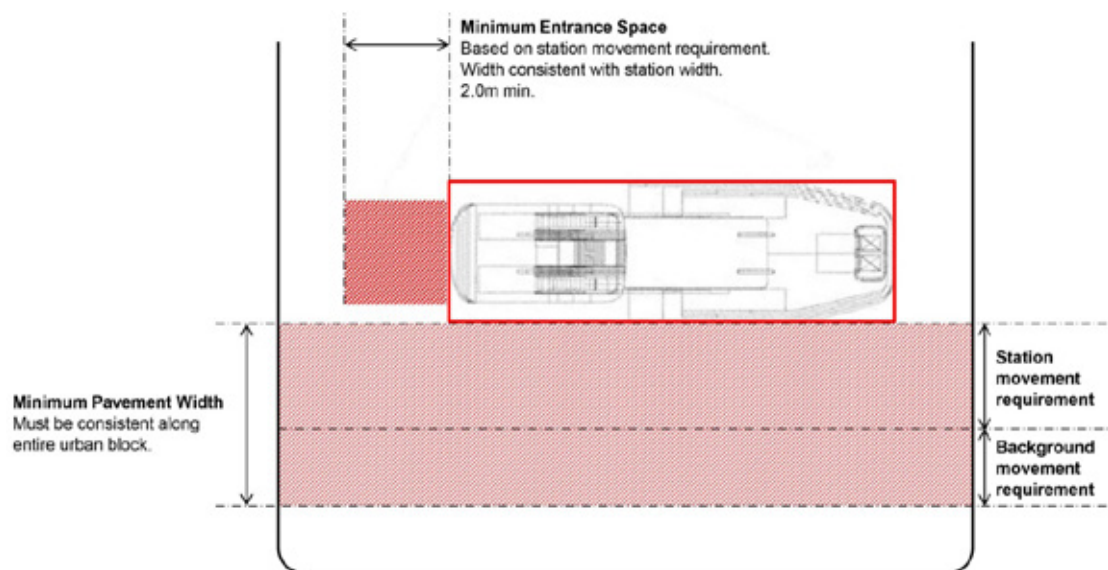 Minimum Entrance Space
Based on station movement requirement.
Width consistent with station width.
2.0m min.
Minimum Pavement Width
Must be consistent along
entire urban block.
Station
movement
requirement
Background
movement
requirement